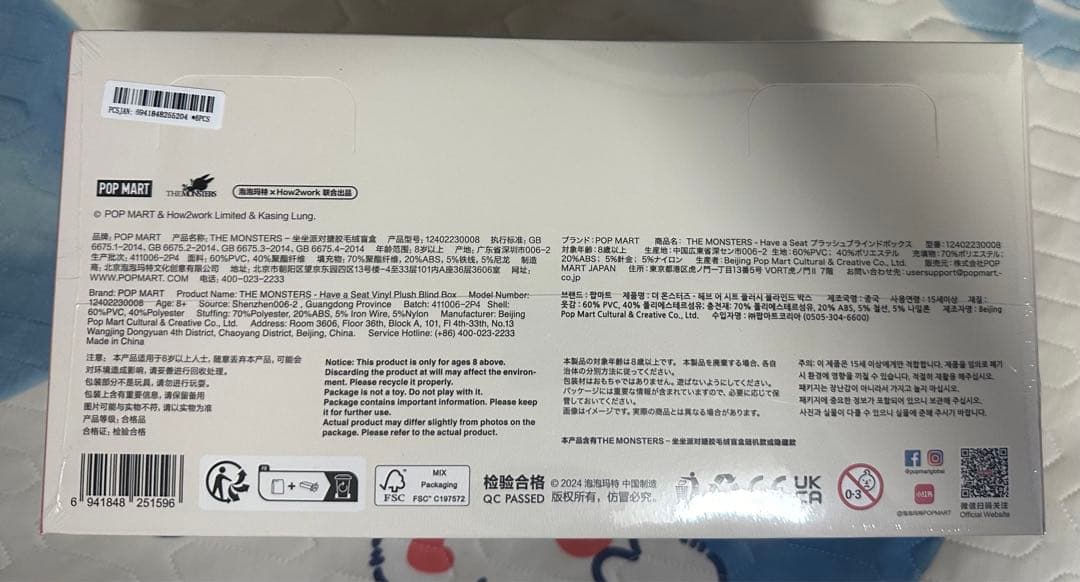 PCSJAN: 6941848255204 *6PCS
POP MART
THE MONSTERS
泡泡玛特 x How2work 联合出品
© POP MART & How2work Limited & Kasing Lung.
品牌: POP MART 产品名称: THE MONSTERS - 坐坐派对搪胶毛绒盲盒 产品型号: 12402230008 执行标准: GB
6675.1-2014, GB 6675.2-2014, GB 6675.3-2014, GB 6675.4-2014 年龄范围: 8岁以上 产地: 广东省深圳市006-2
生产批次: 411006-2P4 面料: 60%PVC, 40%聚酯纤维 填充物: 70%聚酯纤维, 20%ABS, 5%铁线, 5%尼龙 制造
商: 北京泡泡玛特文化创意有限公司 地址: 北京市朝阳区望京东园四区13号楼-4至33层101内A座36层3606室 网址:
WWW.POPMART.COM 电话: 400-023-2233
Brand: POP MART Product Name: THE MONSTERS - Have a Seat Vinyl Plush Blind Box Model Number:
12402230008 Age: 8+ Source: Shenzhen006-2 , Guangdong Province Batch: 411006-2P4 Shell:
60%PVC, 40%Polyester Stuffing: 70%Polyester, 20%ABS, 5% Iron Wire, 5%Nylon Manufacturer: Beijing
Pop Mart Cultural & Creative Co., Ltd. Address: Room 3606, Floor 36th, Block A, 101, Fl 4th-33th, No.13
Wangjing Dongyuan 4th District, Chaoyang District, Beijing, China. Service Hotline: (+86) 400-023-2233
Made in China
ブランド: POP MART 商品名: THE MONSTERS - Have a Seat プラッシュブラインドボックス 型番: 12402230008
対象年齢: 8歳以上 生産地: 中国広東省深セン市006-2 生地: 60%PVC, 40%ポリエステル 充填物: 70%ポリエステル;
20%ABS; 5%針金; 5%ナイロン 生産者: Beijing Pop Mart Cultural & Creative Co., Ltd. 販売元: 株式会社POP
MART JAPAN 住所: 東京都港区虎ノ門一丁目13番5号 VORT虎ノ門II 7階 お問い合わせ先: usersupport@popmart-
co.jp
브랜드 : 팝마트 제품명 : 더 몬스터즈 - 해브 어 시트 플러시 블라인드 박스 제조국명 : 중국 사용연령 : 15세이상 재질 :
겉감 : 60% PVC, 40% 폴리에스테르섬유; 충전재: 70% 폴리에스테르섬유, 20% ABS, 5% 철선, 5% 나일론 제조자명 : Beijing
Pop Mart Cultural & Creative Co., Ltd. 수입자명 : ㈜팝마트코리아 (0505-304-6600)
注意: 本产品适用于8岁以上人士, 随意丢弃本产品, 可能会
对环境造成影响, 请妥善进行回收处理。
包装部分不是玩具, 请勿进行玩耍。
包装上含有重要信息, 请保留备用
图片可能与实物不符, 请以实物为准
产品等级: 合格品
合格证: 检验合格
Notice: This product is only for ages 8 above.
Discarding the product at will may affect the environ-
ment. Please recycle it properly.
Package is not a toy. Do not play with it.
Package contains important information. Please keep
it for further use.
Actual product may differ slightly from photos on the
package. Please refer to the actual product.
本製品の対象年齢は8歳以上です。 本製品を廃棄する場合、各自
治体の分別方法に従ってください。
包装材はおもちゃではありません。遊ばないようにしてください。
パッケージには重要な情報が含まれていますので、必要に応じて保
管しておいてください。
画像はイメージです。実際の商品とは異なる場合があります。
주의: 이 제품은 15세 이상에게만 적합합니다. 제품을 임의로 폐기
시 환경에 영향을 끼칠 수 있습니다. 적절히 재활용 해주십시오.
패키지는 장난감이 아니라서 가지고 놀지 마십시오.
패키지에 중요한 정보가 포함되어 있으니 보관해 주십시오.
사진과 실물이 다를 수 있으니 실물에 준해 주시기 바랍니다.
本产品含有THE MONSTERS - 坐坐派对搪胶毛绒盲盒随机款或隐藏款
6 941848 251596
FR
FSC
MIX
Packaging
FSC® C197572
检验合格
QC PASSED
© 2024 泡泡玛特 中国制造
版权所有, 仿冒必究。
CE
UK
CA
0-3
@popmartglobal
小红书
@泡泡玛特POPMART
微信扫码关注
Official Website